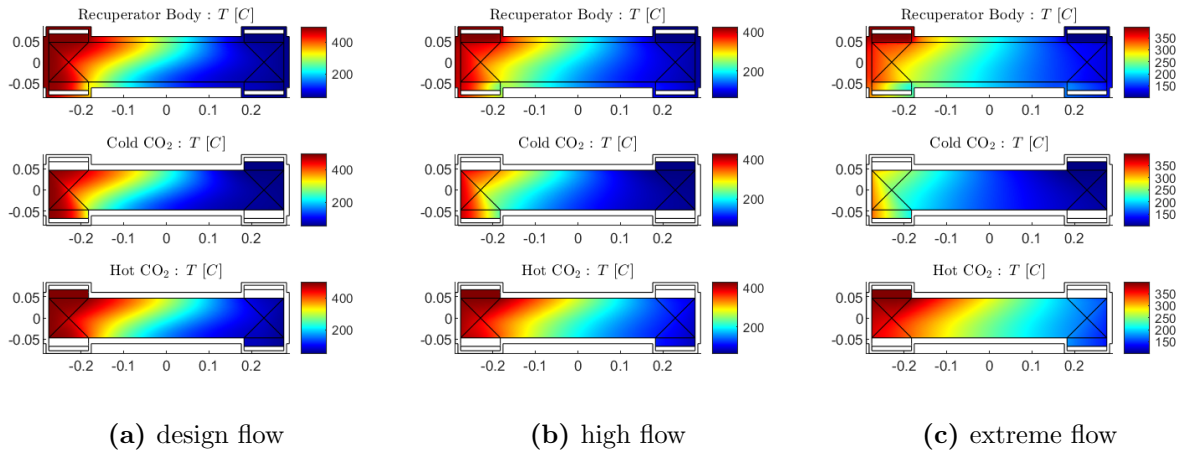 Recuperator Body : T [C]
0.05
0
-0.05
400
200
-0.2 -0.1 0 0.1 0.2
Cold CO₂ : T [C]
0.05
0
-0.05
400
200
-0.2 -0.1 0 0.1 0.2
Hot CO₂ : T [C]
0.05
0
-0.05
400
200
-0.2 -0.1 0 0.1 0.2
(a) design flow
Recuperator Body : T [C]
0.05
0
-0.05
400
200
-0.2 -0.1 0 0.1 0.2
Cold CO₂ : T [C]
0.05
0
-0.05
400
200
-0.2 -0.1 0 0.1 0.2
Hot CO₂ : T [C]
0.05
0
-0.05
400
200
-0.2 -0.1 0 0.1 0.2
(b) high flow
Recuperator Body : T [C]
0.05
0
-0.05
350
300
250
200
150
-0.2 -0.1 0 0.1 0.2
Cold CO₂ : T [C]
0.05
0
-0.05
350
300
250
200
150
-0.2 -0.1 0 0.1 0.2
Hot CO₂ : T [C]
0.05
0
-0.05
350
300
250
200
150
-0.2 -0.1 0 0.1 0.2
(c) extreme flow